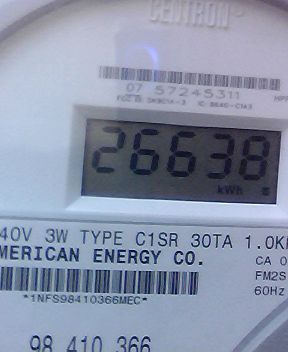 CENTRON
07 57245311
26638
kWh
40V 3W TYPE C1SR 30TA 1.0K
MERICAN ENERGY CO.
CA 0
FM2S
*1NFS98410366MEC*
60Hz
98 410 366